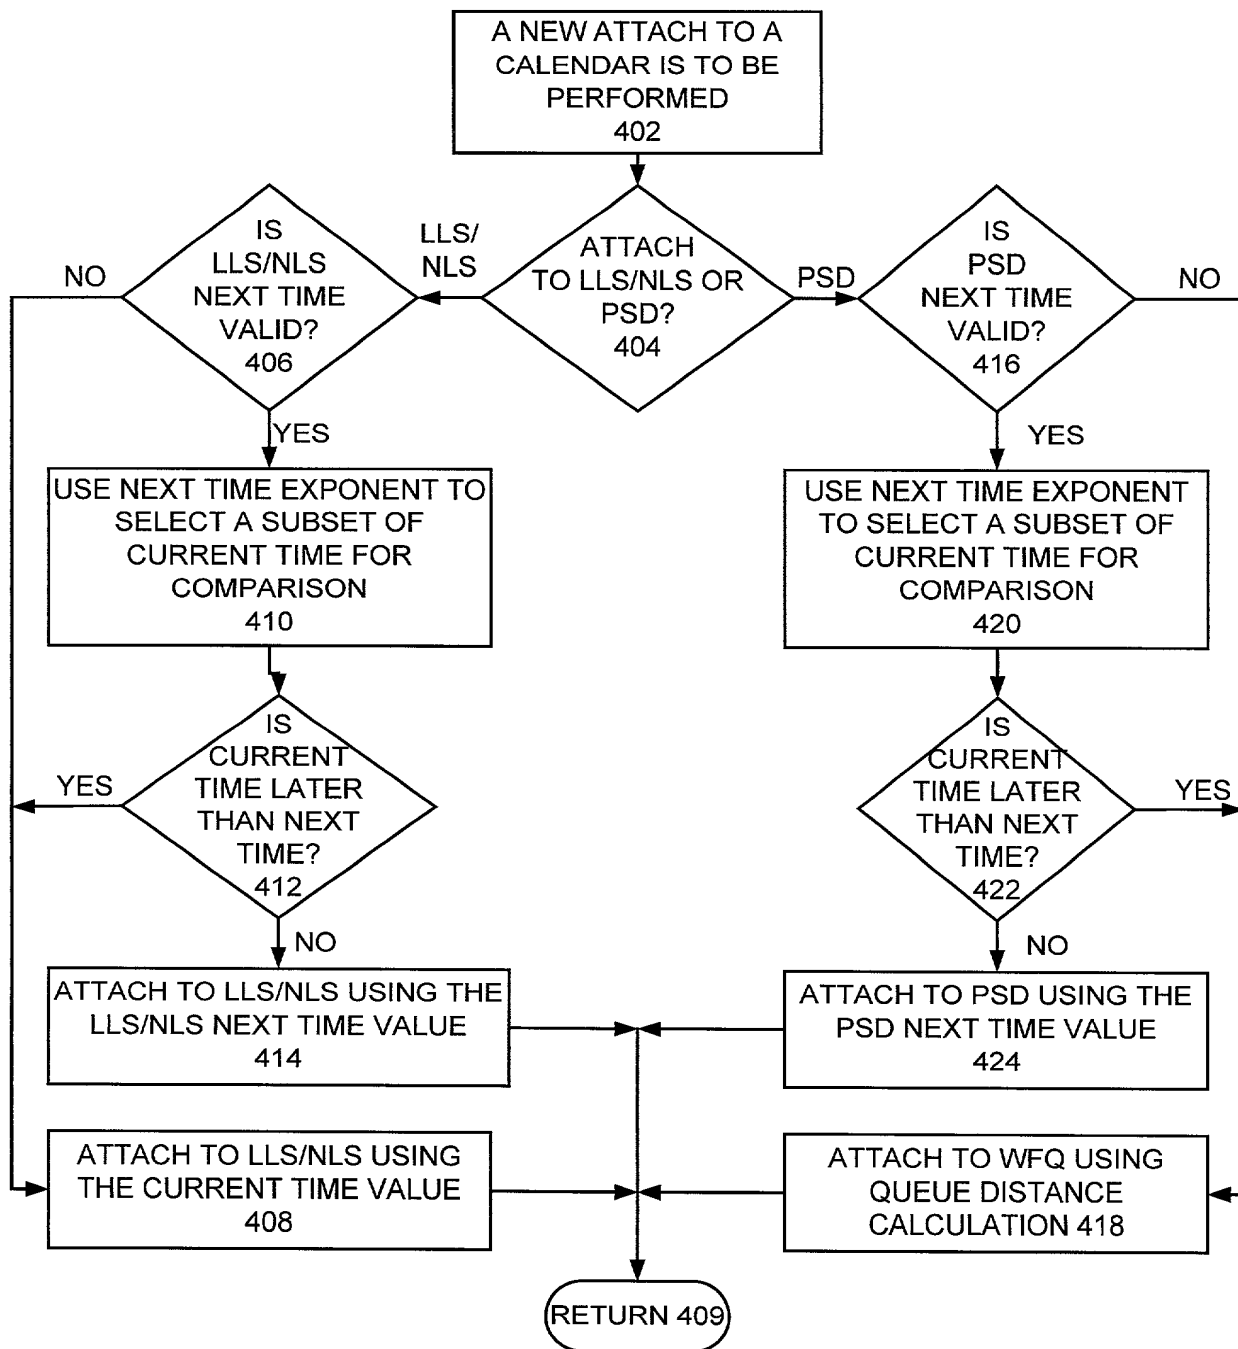 A NEW ATTACH TO A
CALENDAR IS TO BE
PERFORMED
402
IS
LLS/NLS
NEXT TIME
VALID?
406
NO
YES
LLS/
NLS
ATTACH
TO LLS/NLS OR
PSD?
404
PSD
IS
PSD
NEXT TIME
VALID?
416
NO
YES
USE NEXT TIME EXPONENT TO
SELECT A SUBSET OF
CURRENT TIME FOR
COMPARISON
410
USE NEXT TIME EXPONENT
TO SELECT A SUBSET OF
CURRENT TIME FOR
COMPARISON
420
IS
CURRENT
TIME LATER
THAN NEXT
TIME?
412
YES
NO
IS
CURRENT
TIME LATER
THAN NEXT
TIME?
422
YES
NO
ATTACH TO LLS/NLS USING THE
LLS/NLS NEXT TIME VALUE
414
ATTACH TO PSD USING THE
PSD NEXT TIME VALUE
424
ATTACH TO LLS/NLS USING
THE CURRENT TIME VALUE
408
ATTACH TO WFQ USING
QUEUE DISTANCE
CALCULATION 418
RETURN 409